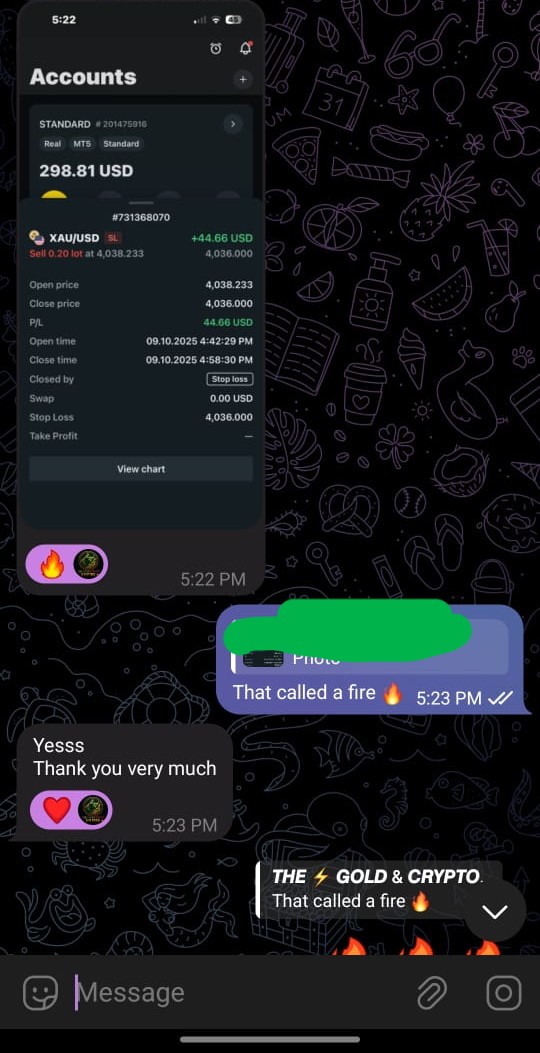 5:22
49
Accounts
+
STANDARD # 201475916
Real MT5 Standard
298.81 USD
#731368070
XAU/USD SL +44.66 USD
Sell 0.20 lot at 4,038.233 4,036.000
Open price 4,038.233
Close price 4,036.000
P/L 44.66 USD
Open time 09.10.2025 4:42:29 PM
Close time 09.10.2025 4:58:30 PM
Closed by Stop loss
Swap 0.00 USD
Stop Loss 4,036.000
Take Profit —
View chart
31
5:22 PM
Photo
That called a fire 🔥 5:23 PM
Yesss
Thank you very much
5:23 PM
THE ⚡ GOLD & CRYPTO.
That called a fire 🔥
Message